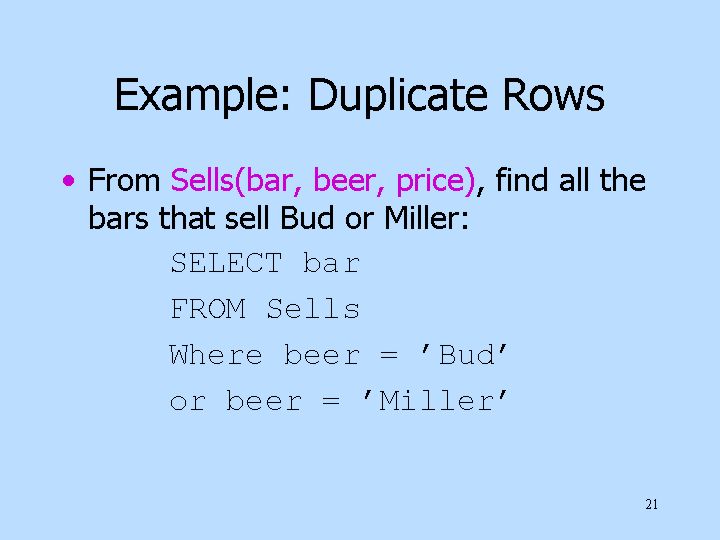 Example: Duplicate Rows
• From Sells(bar, beer, price), find all the
bars that sell Bud or Miller:
SELECT bar
FROM Sells
Where beer = ’Bud’
or beer = ’Miller’
21